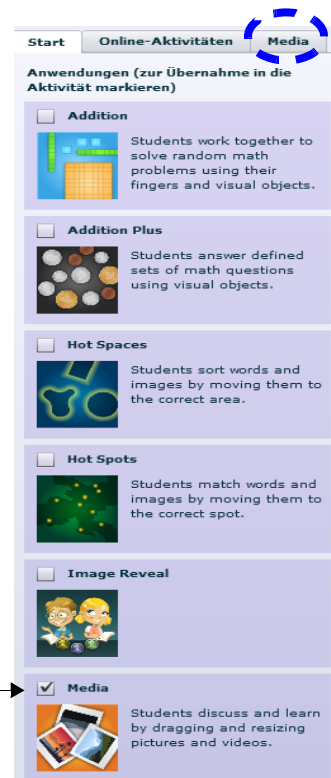 Start Online-Aktivitäten Media
Anwendungen (zur Übernahme in die
Aktivität markieren)
Addition
Students work together to
solve random math
problems using their
fingers and visual objects.
Addition Plus
Students answer defined
sets of math questions
using visual objects.
Hot Spaces
Students sort words and
images by moving them to
the correct area.
Hot Spots
Students match words and
images by moving them to
the correct spot.
Image Reveal
Media
Students discuss and learn
by dragging and resizing
pictures and videos.